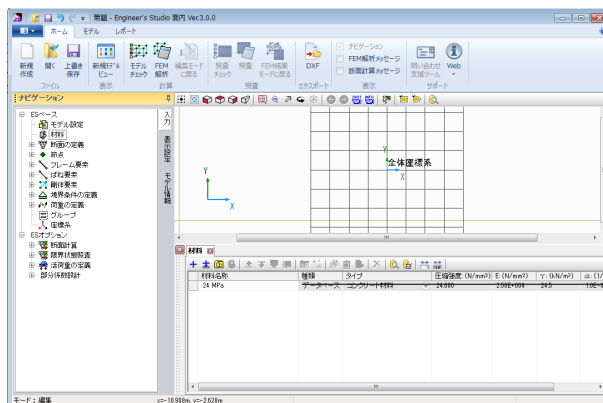 無題 - Engineer's Studio 面内 Ver.3.0.0
ホーム モデル レポート
新規作成
開く
上書き保存
ファイル
新規ﾓﾃﾞﾙビュー
表示
モデルチェック
FEM解析
編集モードに戻る
計算
照査チェック
照査
FEM編集モードに戻る
照査
DXF
エクスポート
ナビゲーション
FEM解析メッセージ
断面計算メッセージ
表示
問い合わせ支援ツール
Web
サポート
ナビゲーション
ESベース
モデル設定
材料
断面の定義
節点
フレーム要素
ばね要素
剛体要素
境界条件の定義
荷重の定義
グループ
座標系
ESオプション
断面計算
限界状態照査
活荷重の定義
部分係数設計
入力
表示設定
モデル情報
Y
X
Y
全体座標系
X
材料
材料名称 種類 タイプ 圧縮強度(N/mm²) E(N/mm²) γ(kN/m³) α(1/
24 MPa データベース コンクリート材料 24.000 2.50E+004 24.5
モード：編集 x=-10.908m, y=-2.620m